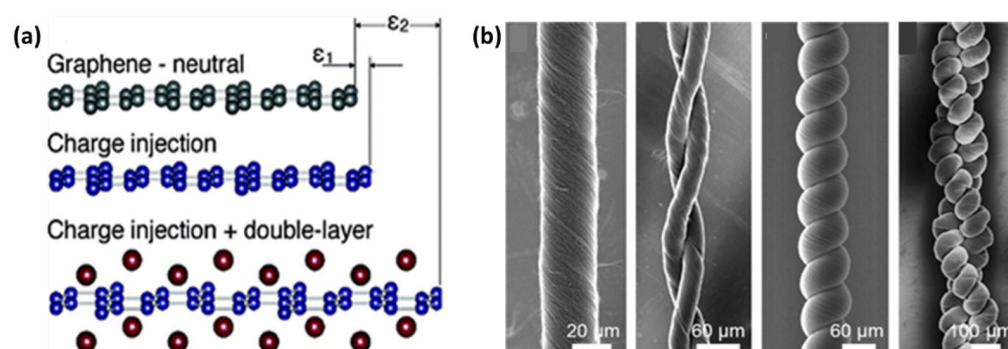 (a)
ε2
ε1
Graphene - neutral
Charge injection
Charge injection + double-layer
(b)
20 μm
60 μm
60 μm
100 μm